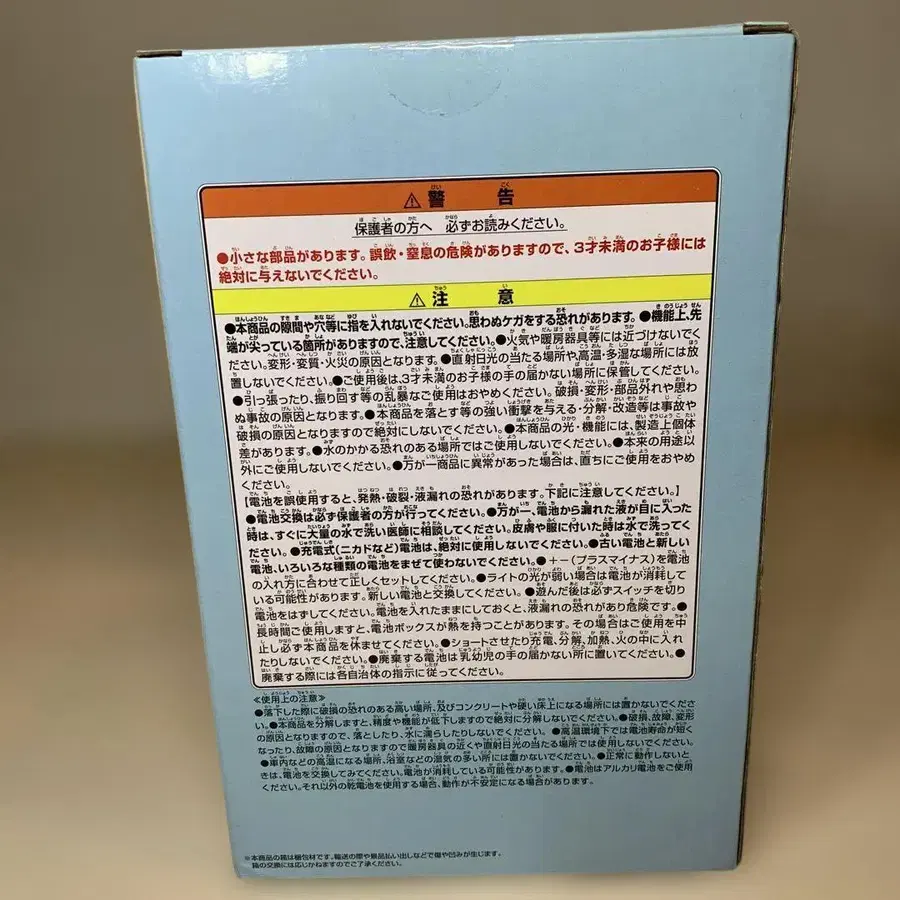 ⚠警告
保護者の方へ 必ずお読みください。
●小さな部品があります。誤飲・窒息の危険がありますので、3才未満のお子様には
絶対に与えないでください。
⚠注意
●本商品の隙間や穴等に指を入れないでください。思わぬケガをする恐れがあります。●機能上、先
端が尖っている箇所がありますので、注意してください。●火気や暖房器具等には近づけないでく
ださい。変形・変質・火災の原因となります。●直射日光の当たる場所や高温・多湿な場所には放
置しないでください。●ご使用後は、3才未満のお子様の手の届かない場所に保管してください。
●引っ張ったり、振り回す等の乱暴なご使用はおやめください。破損・変形・部品外れや思わ
ぬ事故の原因となります。●本商品を落とす等の強い衝撃を与える・分解・改造等は事故や
破損の原因となりますので絶対にしないでください。●本商品の光・機能には、製造上個体
差があります。●水のかかる恐れのある場所ではご使用しないでください。●本来の用途以
外にご使用しないでください。●万が一商品に異常があった場合は、直ちにご使用をおやめ
ください。
【電池を誤使用すると、発熱・破裂・液漏れの恐れがあります。下記に注意してください。】
●電池交換は必ず保護者の方が行ってください。●万が一、電池から漏れた液が目に入った
時は、すぐに大量の水で洗い医師に相談してください。皮膚や服に付いた時は水で洗ってく
ださい。●充電式(ニカドなど)電池は、絶対に使用しないでください。●古い電池と新しい
電池、いろいろな種類の電池をまぜて使わないでください。●+−(プラスマイナス)を電池
の入れ方に合わせて正しくセットしてください。●ライトの光が弱い場合は電池が消耗して
いる可能性があります。新しい電池と交換してください。●遊んだ後は必ずスイッチを切り
電池をはずしてください。電池を入れたままにしておくと、液漏れの恐れがあり危険です。●
長時間ご使用しますと、電池ボックスが熱を持つことがあります。その場合はご使用を中
止し必ず本商品を休ませてください。●ショートさせたり充電、分解、加熱、火の中に入れ
たりしないでください。●廃棄する電池は乳幼児の手の届かない所に置いてください。●
廃棄する際には各自治体の指示に従ってください。
≪使用上の注意≫
●落下した際に破損の恐れのある高い場所、及びコンクリートや硬い床上になる場所には置かないでくださ
い。●本商品を分解しますと、精度や機能が低下しますので絶対に分解しないでください。●破損、故障、変形
の原因となりますので、落としたり、水に濡らしたりしないでください。●高温環境下では電池寿命が短く
なったり、故障の原因となりますので暖房器具の近くや直射日光の当たる場所では使用しないでください。
●車内などの高温になる場所、浴室などの湿気の多い所には置かないでください。●正常に動作しないと
きは、電池を交換してみてください。電池が消耗している可能性があります。●電池はアルカリ電池をご使用
ください。それ以外の乾電池を使用する場合、動作が不安定になる場合があります。
※本商品の箱は梱包材です。輸送の際や景品払い出しなどで傷や凹みが生じます。
箱の交換には応じかねますのでご了承ください。